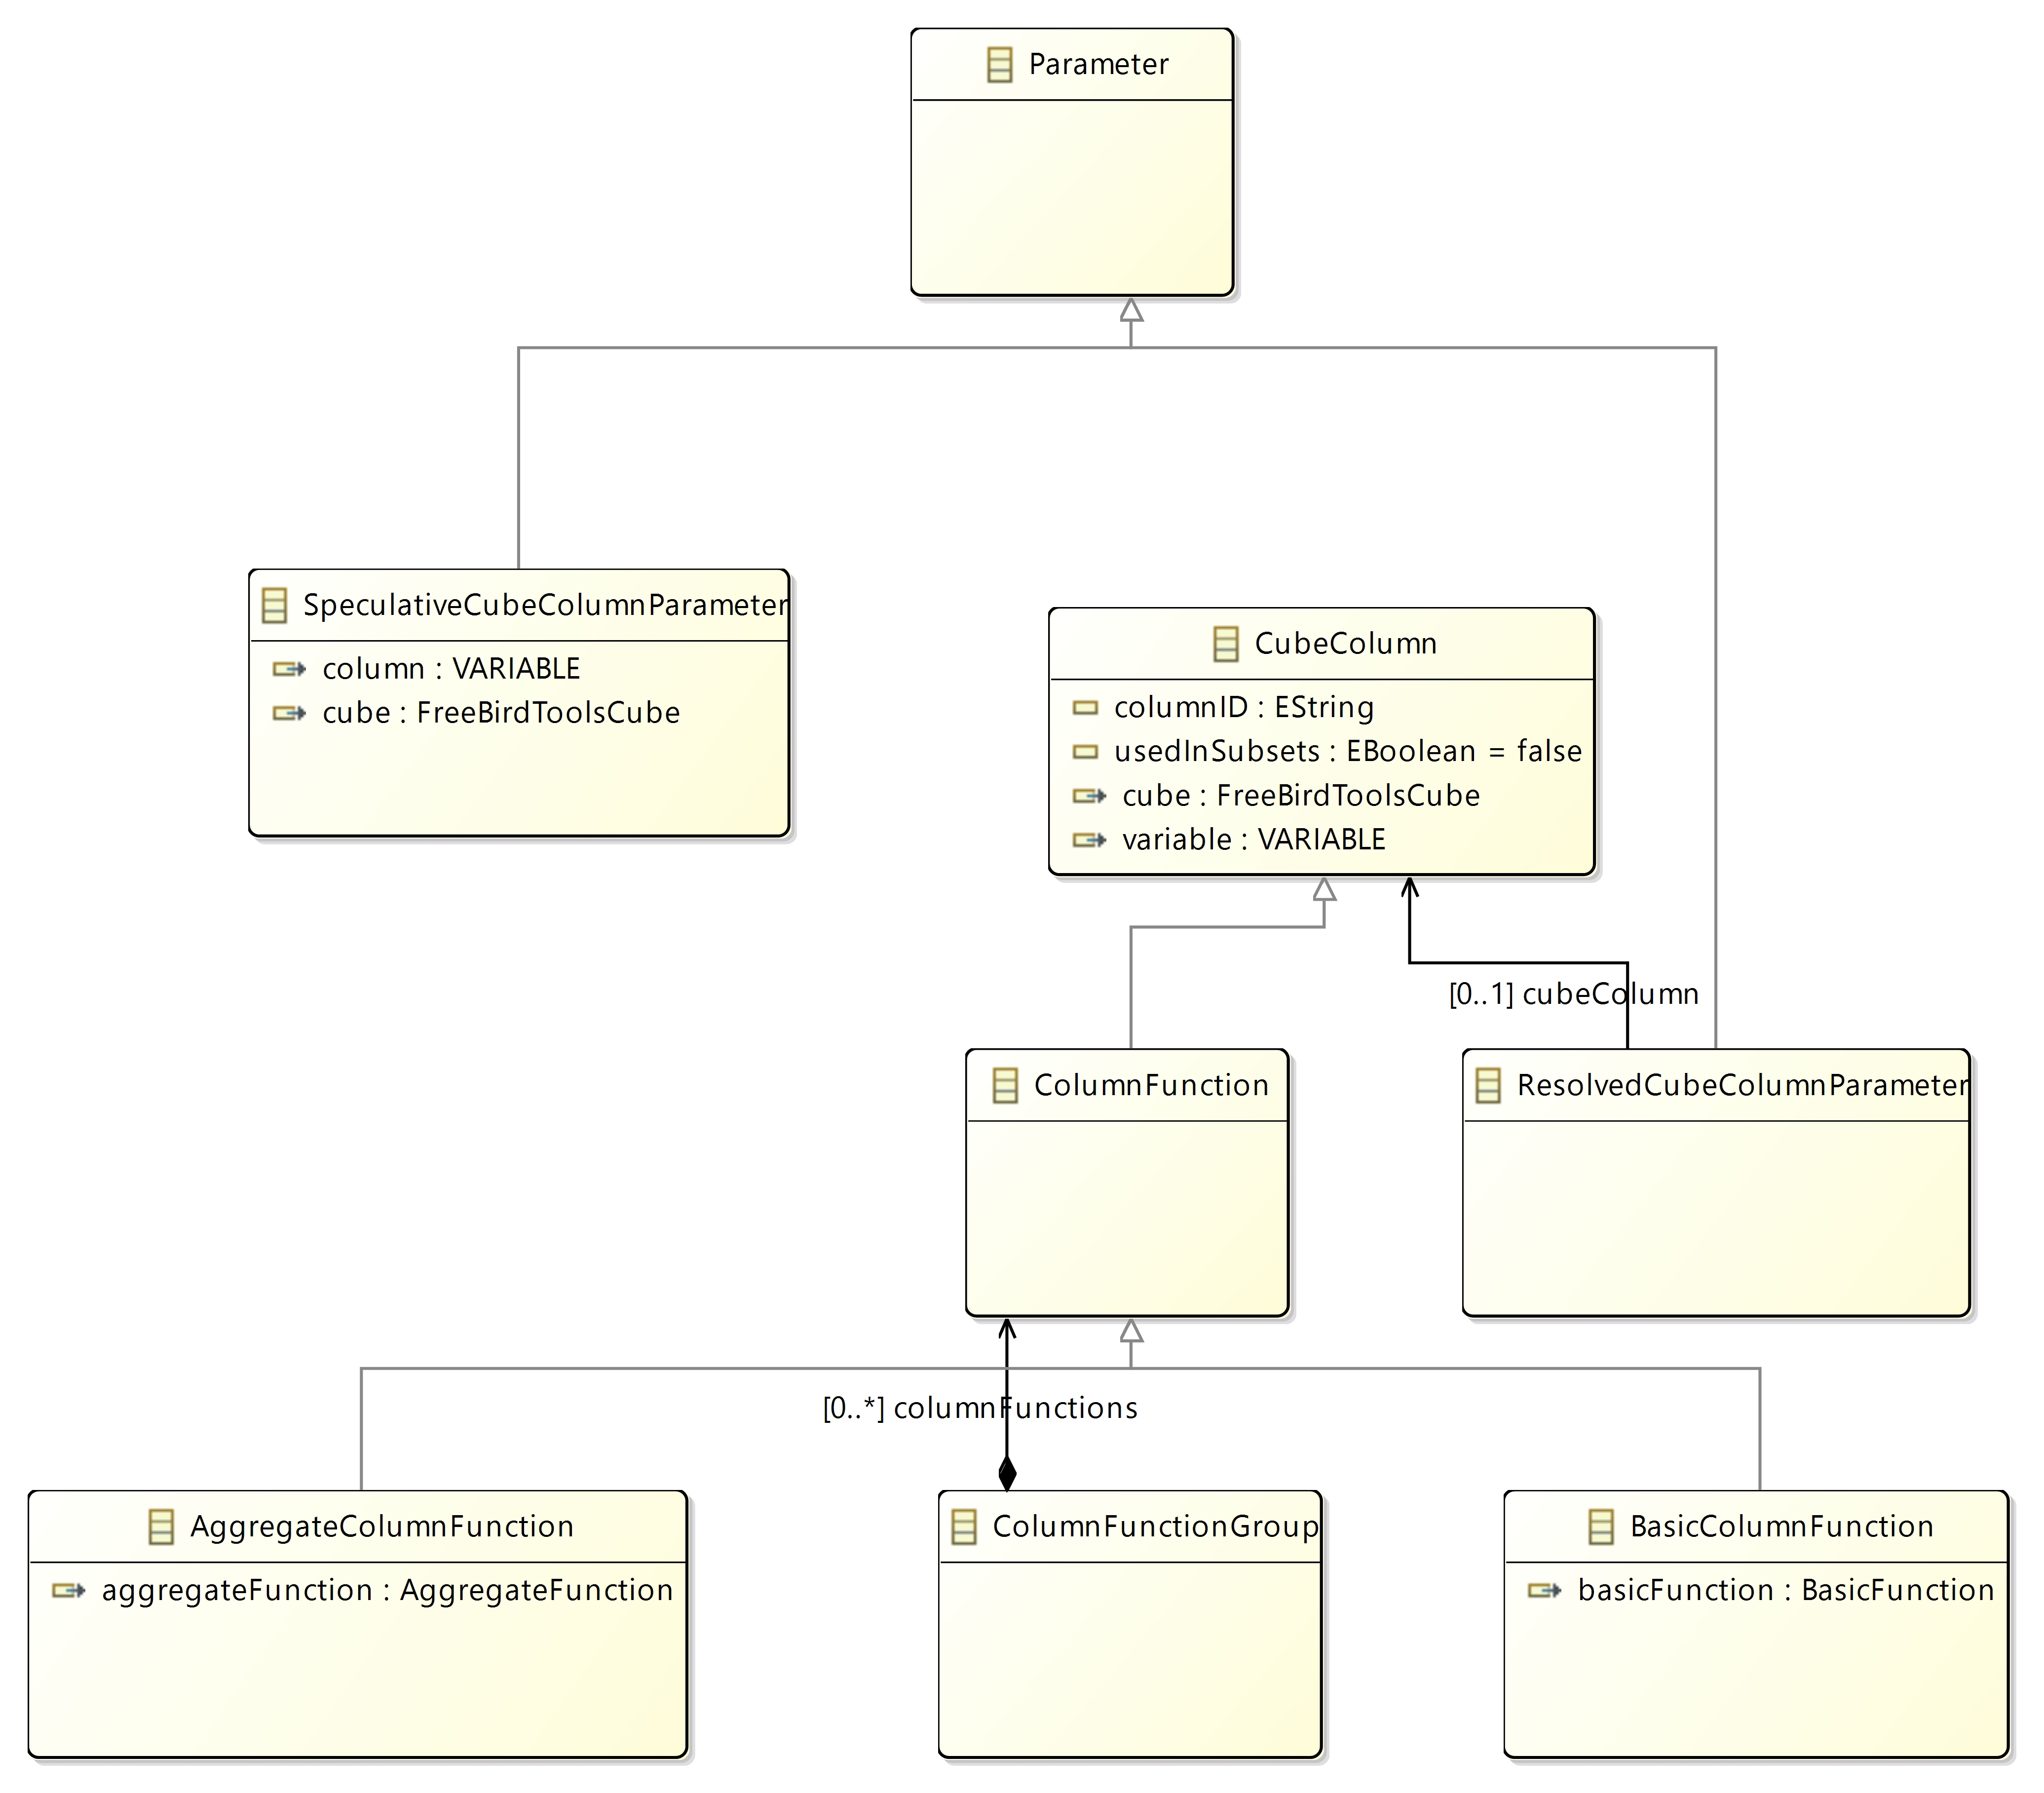 Parameter
SpeculativeCubeColumnParameter
column : VARIABLE
cube : FreeBirdToolsCube
CubeColumn
columnID : EString
usedInSubsets : EBoolean = false
cube : FreeBirdToolsCube
variable : VARIABLE
[0..1] cubeColumn
ColumnFunction
ResolvedCubeColumnParameter
[0..*] columnFunctions
AggregateColumnFunction
aggregateFunction : AggregateFunction
ColumnFunctionGroup
BasicColumnFunction
basicFunction : BasicFunction